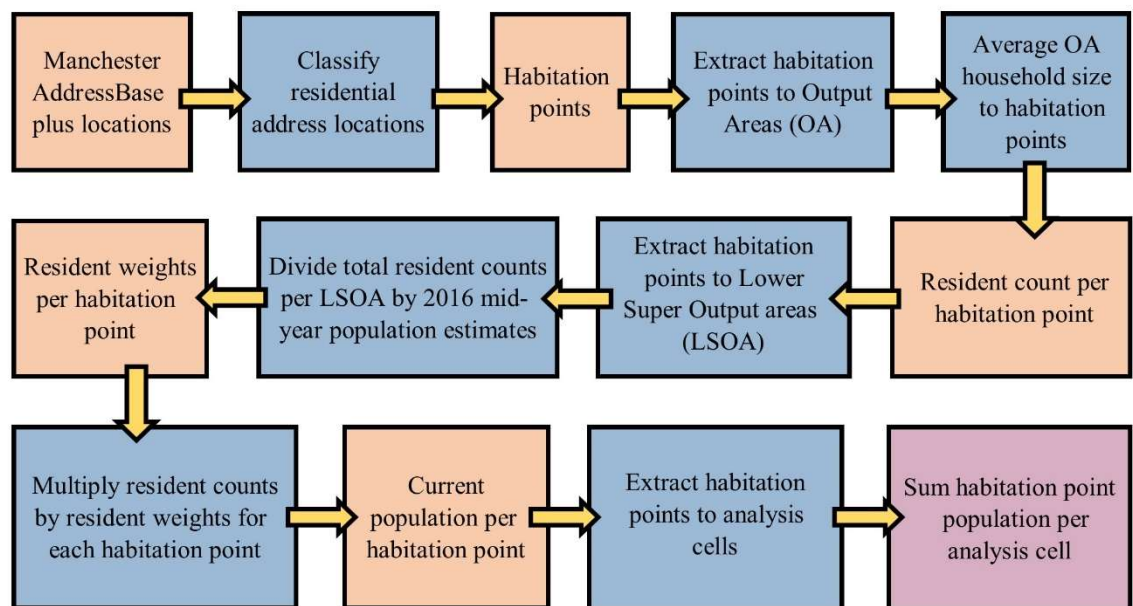 Manchester
AddressBase
plus locations
Classify
residential
address locations
Habitation
points
Extract habitation
points to Output
Areas (OA)
Average OA
household size
to habitation
points
Resident weights
per habitation
point
Divide total resident counts
per LSOA by 2016 mid-
year population estimates
Extract habitation
points to Lower
Super Output areas
(LSOA)
Resident count per
habitation point
Multiply resident counts
by resident weights for
each habitation point
Current
population per
habitation point
Extract habitation
points to analysis
cells
Sum habitation point
population per
analysis cell